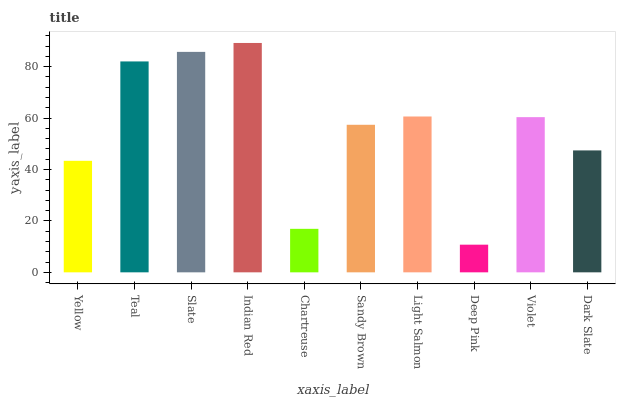 title
yaxis_label
80
60
40
20
0
Yellow
Teal
Slate
Indian Red
Chartreuse
Sandy Brown
Light Salmon
Deep Pink
Violet
Dark Slate
xaxis_label